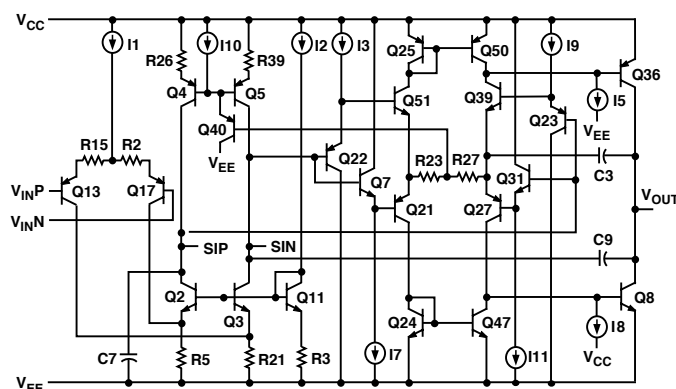 VCC
I1
I10
I2
I3
I9
R26
R39
Q25
Q50
Q36
Q4
Q5
Q51
Q39
I5
Q40
VEE
Q23
VEE
R15
R2
Q22
R23
R27
C3
Q31
VINP
Q13
Q17
Q7
Q21
Q27
VOUT
VINN
SIP
SIN
C9
Q2
Q3
Q11
Q8
Q24
Q47
I8
C7
R5
R21
R3
I7
I11
VCC
VEE